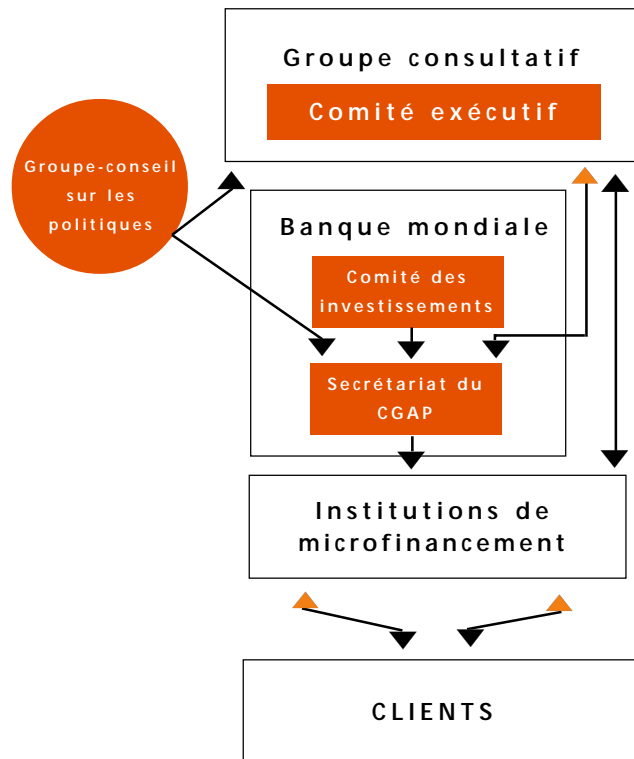 Groupe consultatif
Comité exécutif
Groupe-conseil
sur les
politiques
Banque mondiale
Comité des
investissements
Secrétariat du
CGAP
Institutions de
microfinancement
CLIENTS